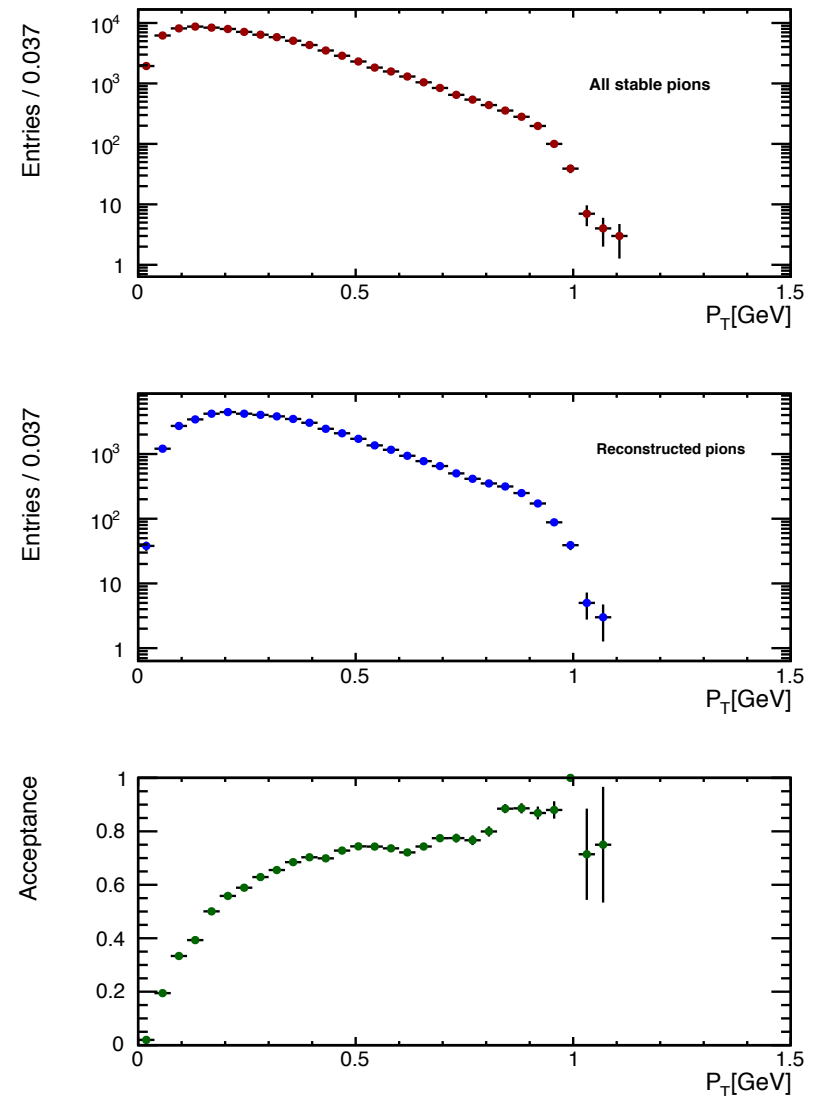 Entries / 0.037
10⁴
10³
10²
10
1
All stable pions
0 0.5 1 1.5
P_T[GeV]
Entries / 0.037
10³
10²
10
1
Reconstructed pions
0 0.5 1 1.5
P_T[GeV]
Acceptance
1
0.8
0.6
0.4
0.2
0
0 0.5 1 1.5
P_T[GeV]